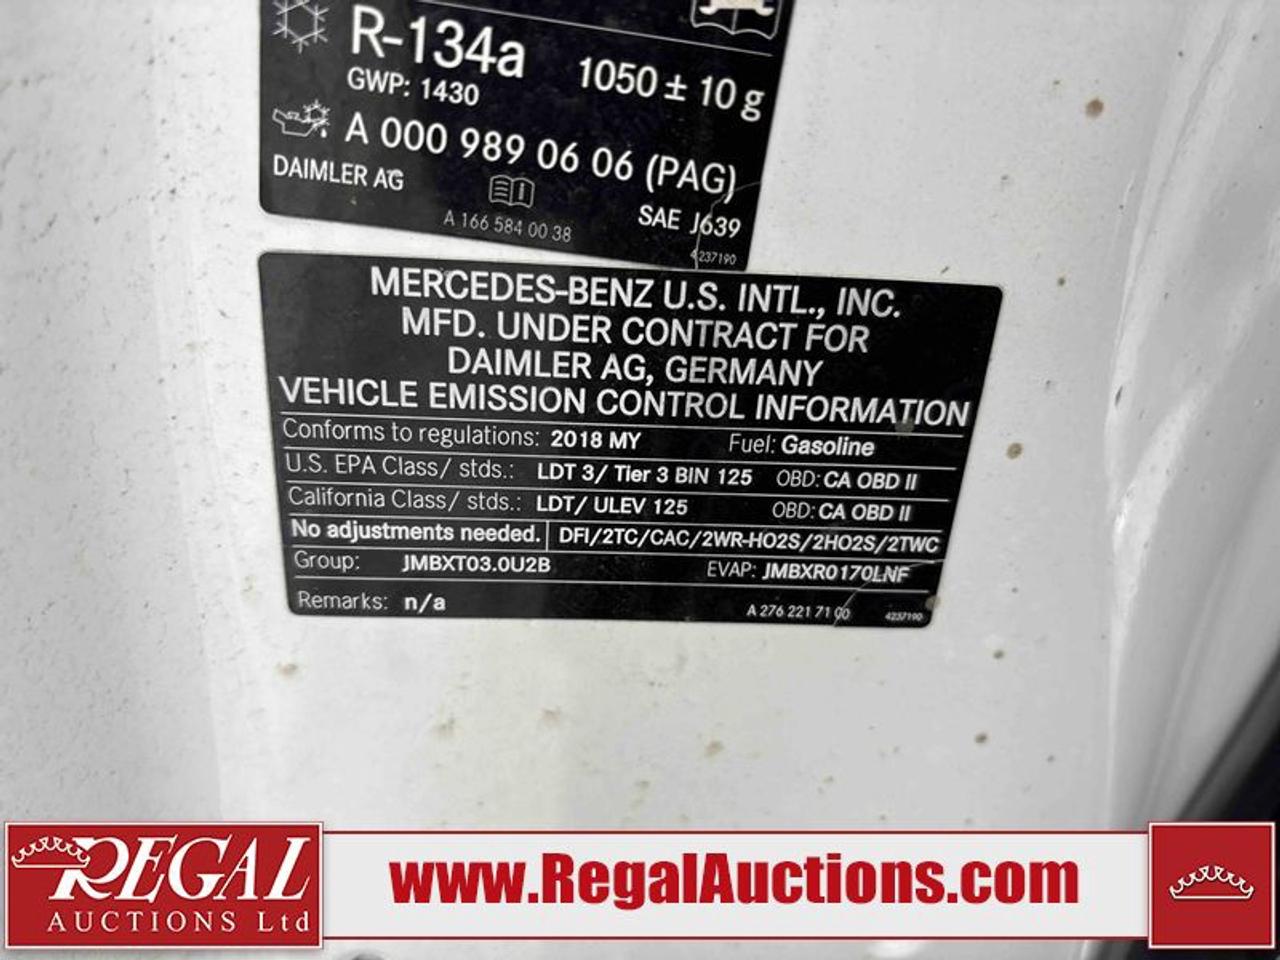 R-134a 1050 ± 10 g
GWP: 1430
A 000 989 06 06 (PAG)
DAIMLER AG
SAE J639
A 166 584 00 38
4237190
MERCEDES-BENZ U.S. INTL., INC.
MFD. UNDER CONTRACT FOR
DAIMLER AG, GERMANY
VEHICLE EMISSION CONTROL INFORMATION
Conforms to regulations: 2018 MY Fuel: Gasoline
U.S. EPA Class/ stds.: LDT 3/ Tier 3 BIN 125 OBD: CA OBD II
California Class/ stds.: LDT/ ULEV 125 OBD: CA OBD II
No adjustments needed. DFI/2TC/CAC/2WR-HO2S/2HO2S/2TWC
Group: JMBXT03.0U2B EVAP: JMBXR0170LNF
Remarks: n/a A 276 221 71 00 4237190
REGAL
AUCTIONS Ltd
www.RegalAuctions.com